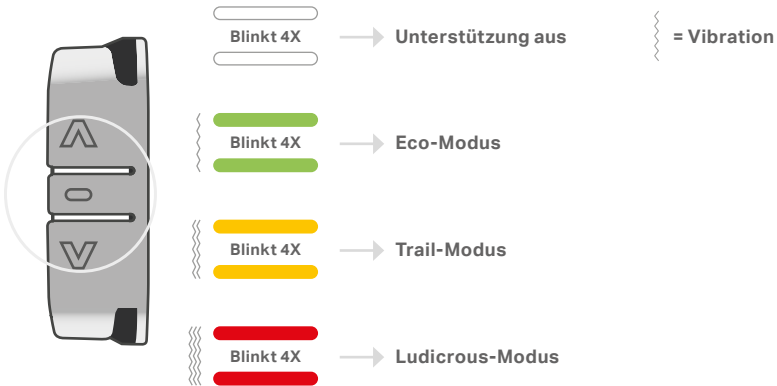 Blinkt 4X
Unterstützung aus
= Vibration
Blinkt 4X
Eco-Modus
Blinkt 4X
Trail-Modus
Blinkt 4X
Ludicrous-Modus